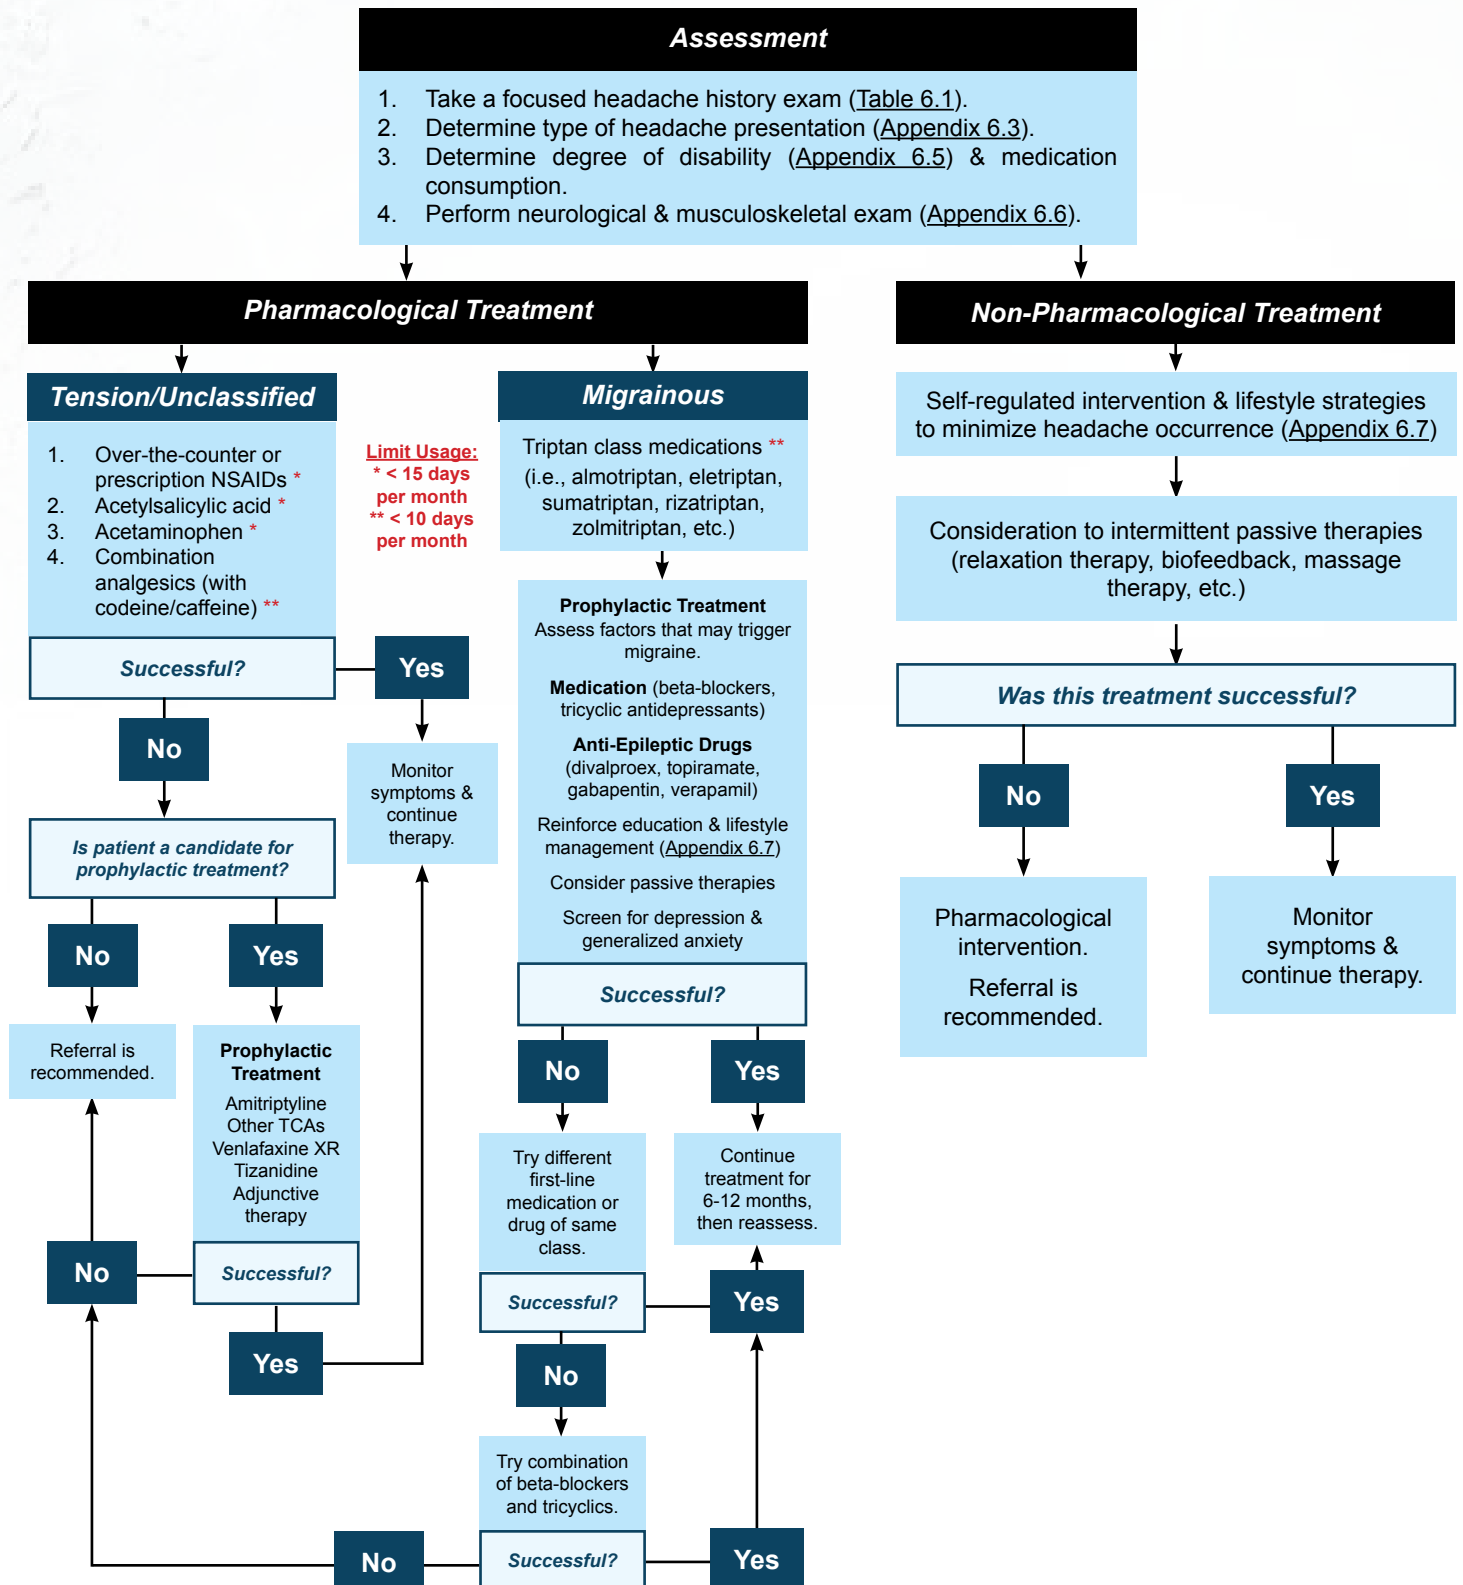 Assessment
1. Take a focused headache history exam (Table 6.1).
2. Determine type of headache presentation (Appendix 6.3).
3. Determine degree of disability (Appendix 6.5) & medication
consumption.
4. Perform neurological & musculoskeletal exam (Appendix 6.6).
Pharmacological Treatment
Tension/Unclassified
1. Over-the-counter or
prescription NSAIDs *
2. Acetylsalicylic acid *
3. Acetaminophen *
4. Combination
analgesics (with
codeine/caffeine) **
Limit Usage:
* < 15 days
per month
** < 10 days
per month
Successful?
Yes
No
Monitor
symptoms &
continue
therapy.
Is patient a candidate for
prophylactic treatment?
No
Yes
Referral is
recommended.
Prophylactic
Treatment
Amitriptyline
Other TCAs
Venlafaxine XR
Tizanidine
Adjunctive
therapy
No
Successful?
Yes
Migrainous
Triptan class medications **
(i.e., almotriptan, eletriptan,
sumatriptan, rizatriptan,
zolmitriptan, etc.)
Prophylactic Treatment
Assess factors that may trigger
migraine.
Medication (beta-blockers,
tricyclic antidepressants)
Anti-Epileptic Drugs
(divalproex, topiramate,
gabapentin, verapamil)
Reinforce education & lifestyle
management (Appendix 6.7)
Consider passive therapies
Screen for depression &
generalized anxiety
Successful?
No
Yes
Try different
first-line
medication or
drug of same
class.
Continue
treatment for
6-12 months,
then reassess.
Successful?
Yes
No
Try combination
of beta-blockers
and tricyclics.
No
Successful?
Yes
Non-Pharmacological Treatment
Self-regulated intervention & lifestyle strategies
to minimize headache occurrence (Appendix 6.7)
Consideration to intermittent passive therapies
(relaxation therapy, biofeedback, massage
therapy, etc.)
Was this treatment successful?
No
Yes
Pharmacological
intervention.
Referral is
recommended.
Monitor
symptoms &
continue therapy.